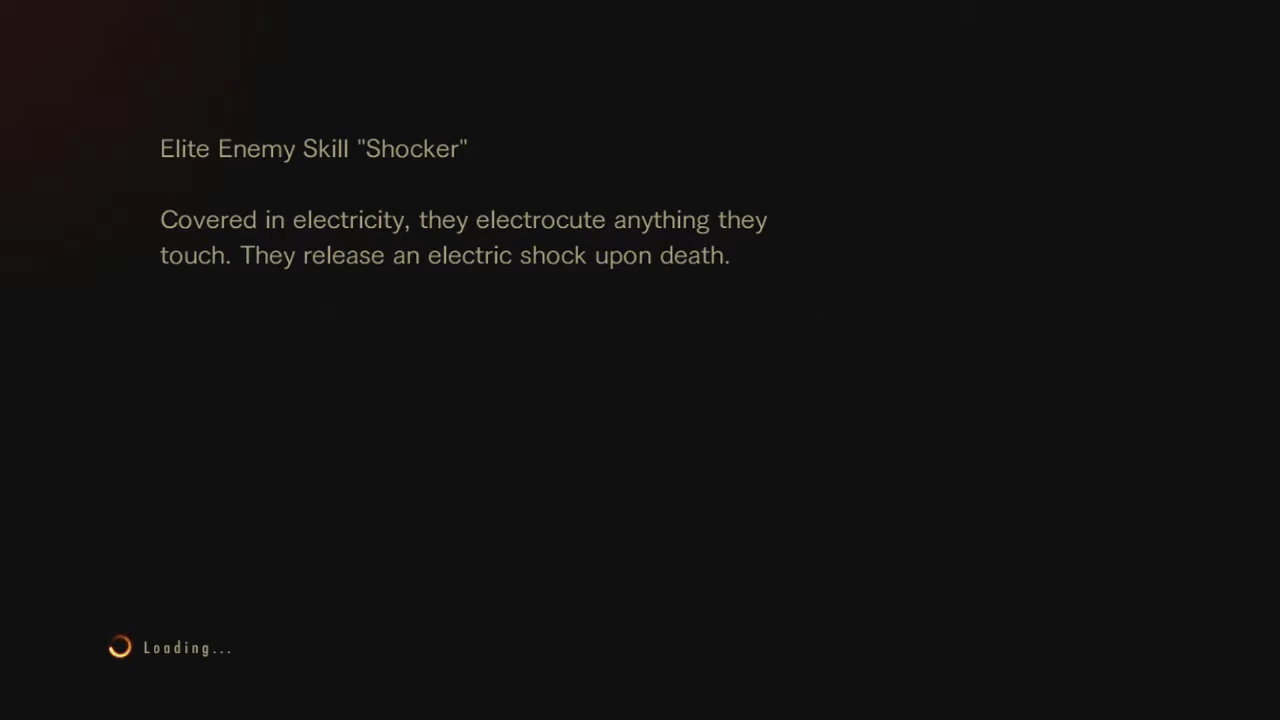 Elite Enemy Skill "Shocker"
Covered in electricity, they electrocute anything they
touch. They release an electric shock upon death.
Loading...